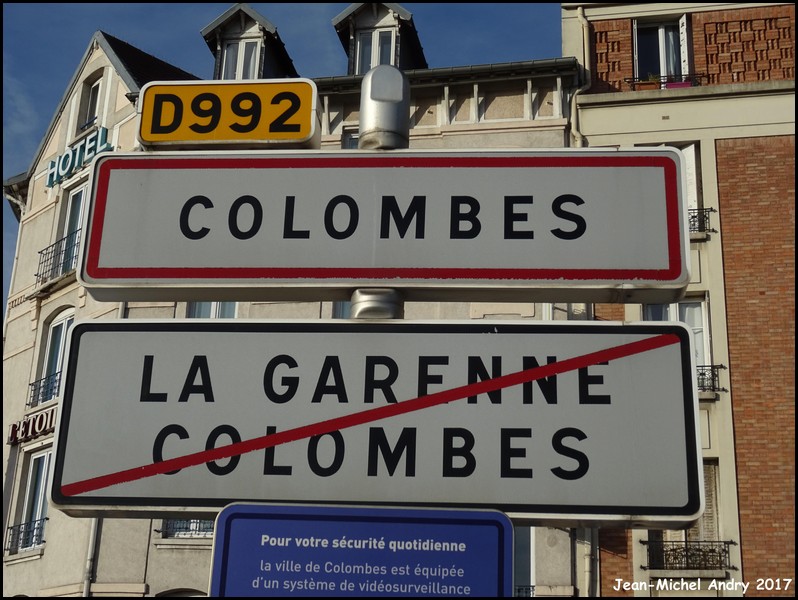 D992
HOTEL
COLOMBES
LA GARENNE
COLOMBES
Pour votre sécurité quotidienne
la ville de Colombes est équipée
d'un système de vidéosurveillance
Jean-Michel Andry 2017